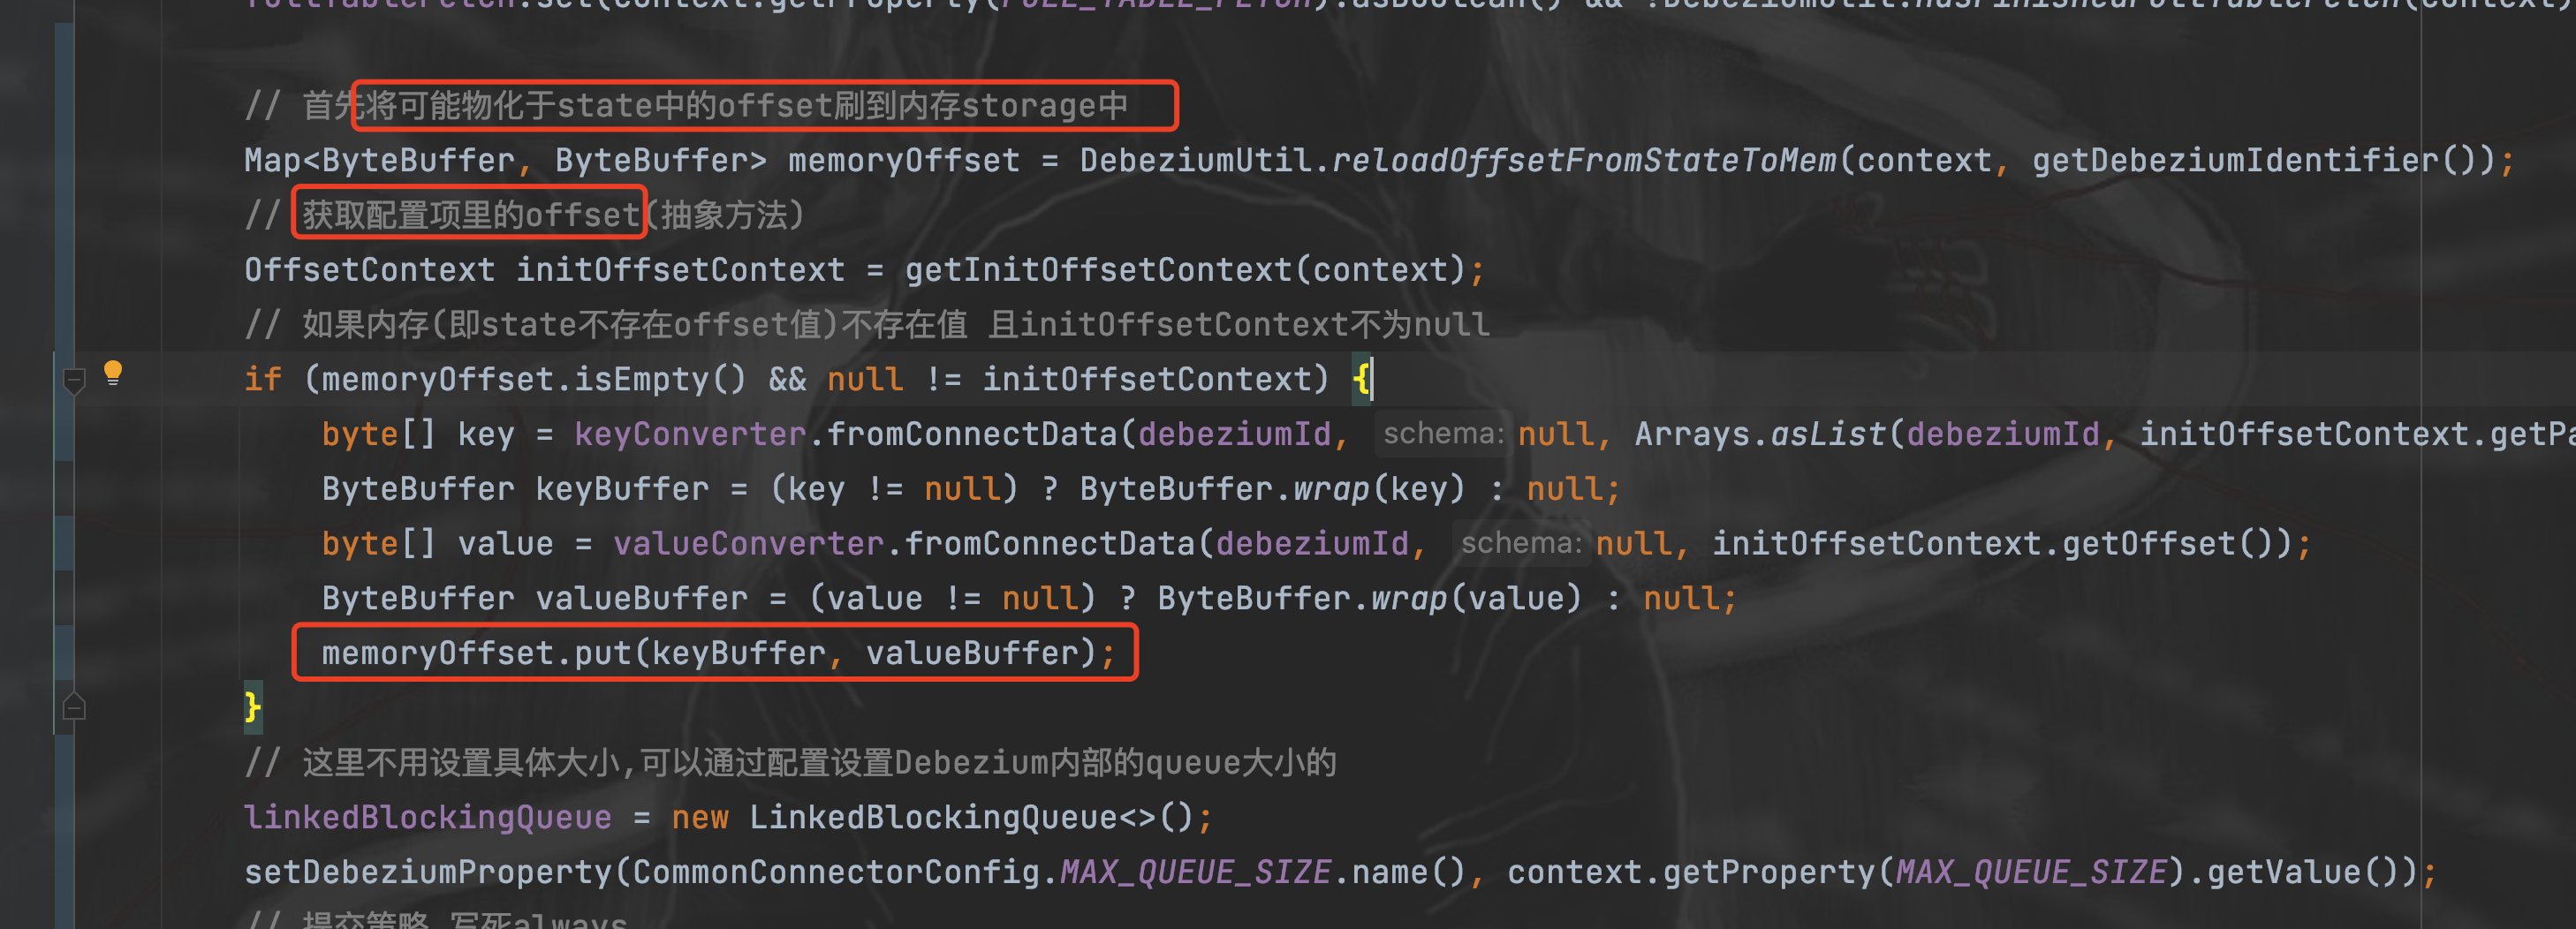 // 首先将可能物化于state中的offset刷到内存storage中
Map<ByteBuffer, ByteBuffer> memoryOffset = DebeziumUtil.reloadOffsetFromStateToMem(context, getDebeziumIdentifier());
// 获取配置项里的offset(抽象方法)
OffsetContext initOffsetContext = getInitOffsetContext(context);
// 如果内存(即state不存在offset值)不存在值 且initOffsetContext不为null
if (memoryOffset.isEmpty() && null != initOffsetContext) {
byte[] key = keyConverter.fromConnectData(debeziumId, schema: null, Arrays.asList(debeziumId, initOffsetContext.getPa
ByteBuffer keyBuffer = (key != null) ? ByteBuffer.wrap(key) : null;
byte[] value = valueConverter.fromConnectData(debeziumId, schema: null, initOffsetContext.getOffset());
ByteBuffer valueBuffer = (value != null) ? ByteBuffer.wrap(value) : null;
memoryOffset.put(keyBuffer, valueBuffer);
}
// 这里不用设置具体大小,可以通过配置设置Debezium内部的queue大小的
linkedBlockingQueue = new LinkedBlockingQueue<>();
setDebeziumProperty(CommonConnectorConfig.MAX_QUEUE_SIZE.name(), context.getProperty(MAX_QUEUE_SIZE).getValue());
// 提交策略 写死always